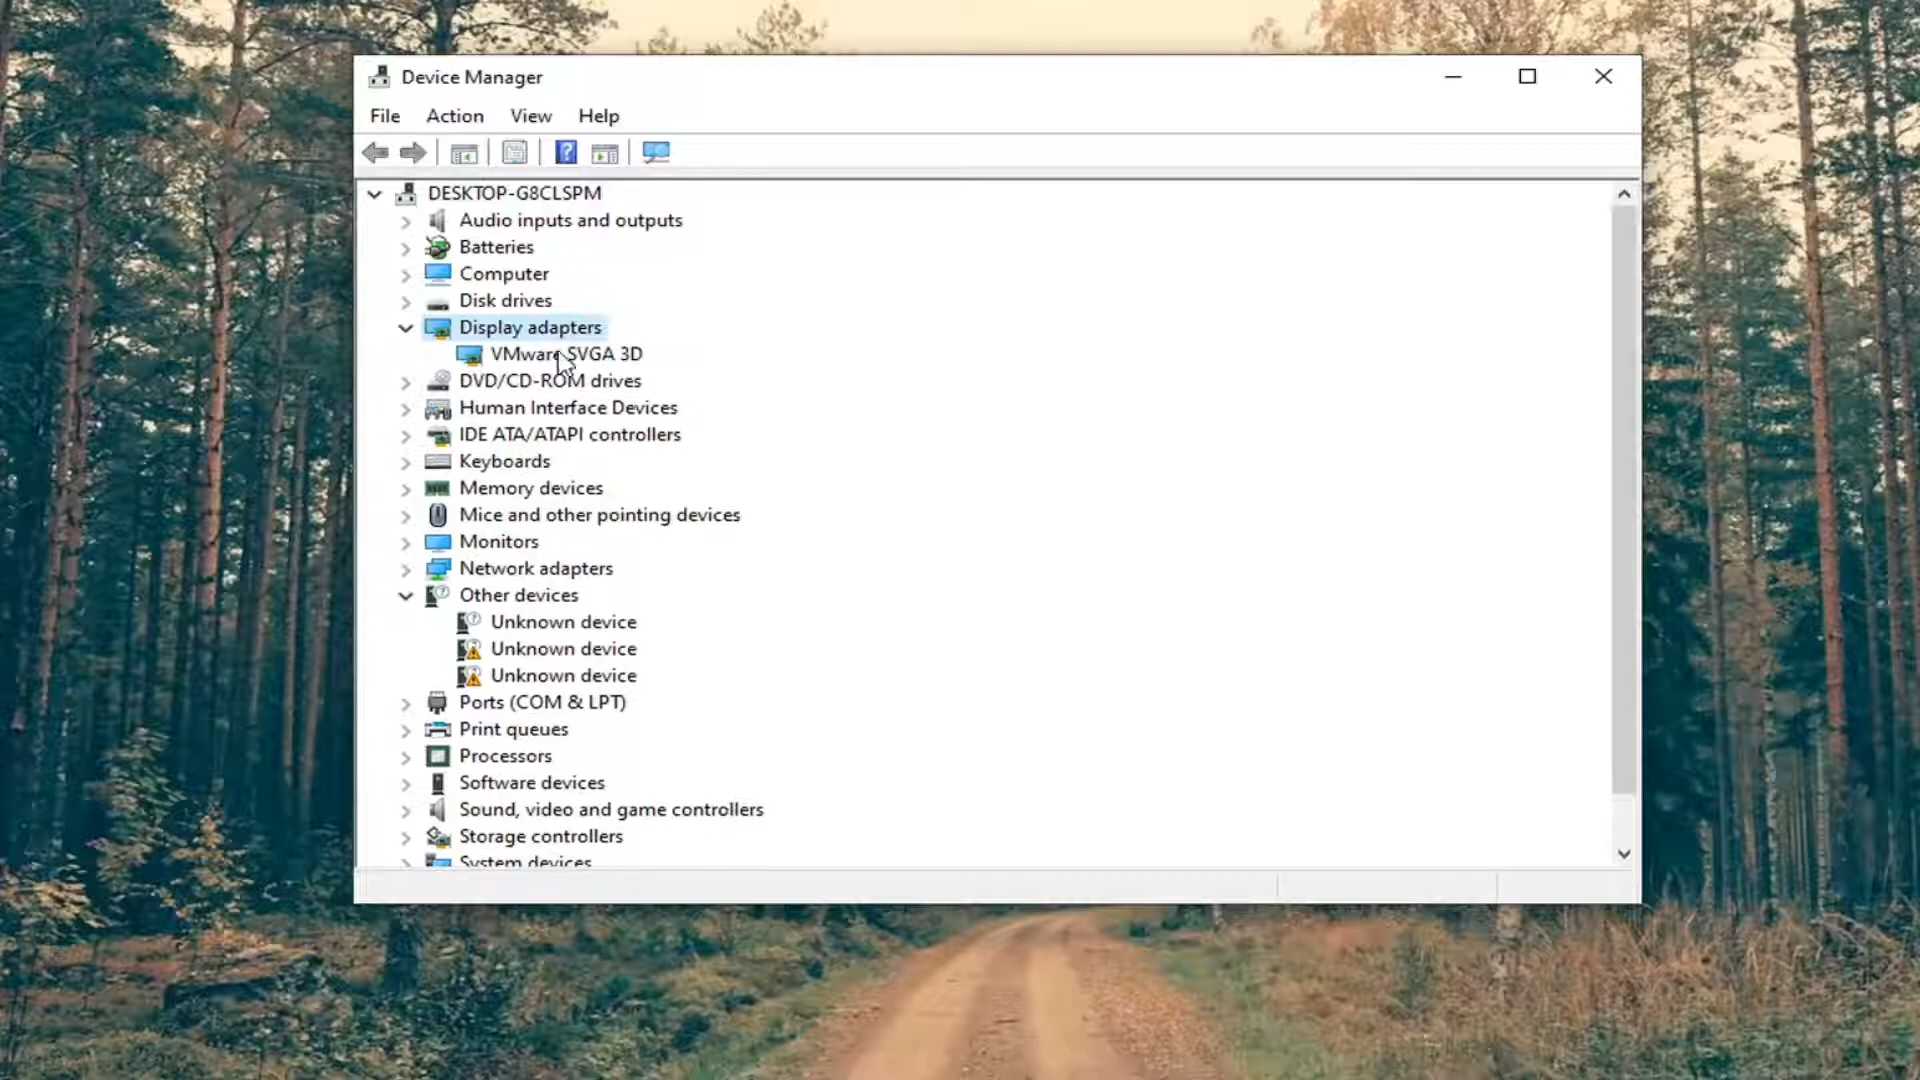 Device Manager
File Action View Help
DESKTOP-G8CLSPM
Audio inputs and outputs
Batteries
Computer
Disk drives
Display adapters
VMware SVGA 3D
DVD/CD-ROM drives
Human Interface Devices
IDE ATA/ATAPI controllers
Keyboards
Memory devices
Mice and other pointing devices
Monitors
Network adapters
Other devices
Unknown device
Unknown device
Unknown device
Ports (COM & LPT)
Print queues
Processors
Software devices
Sound, video and game controllers
Storage controllers
System devices